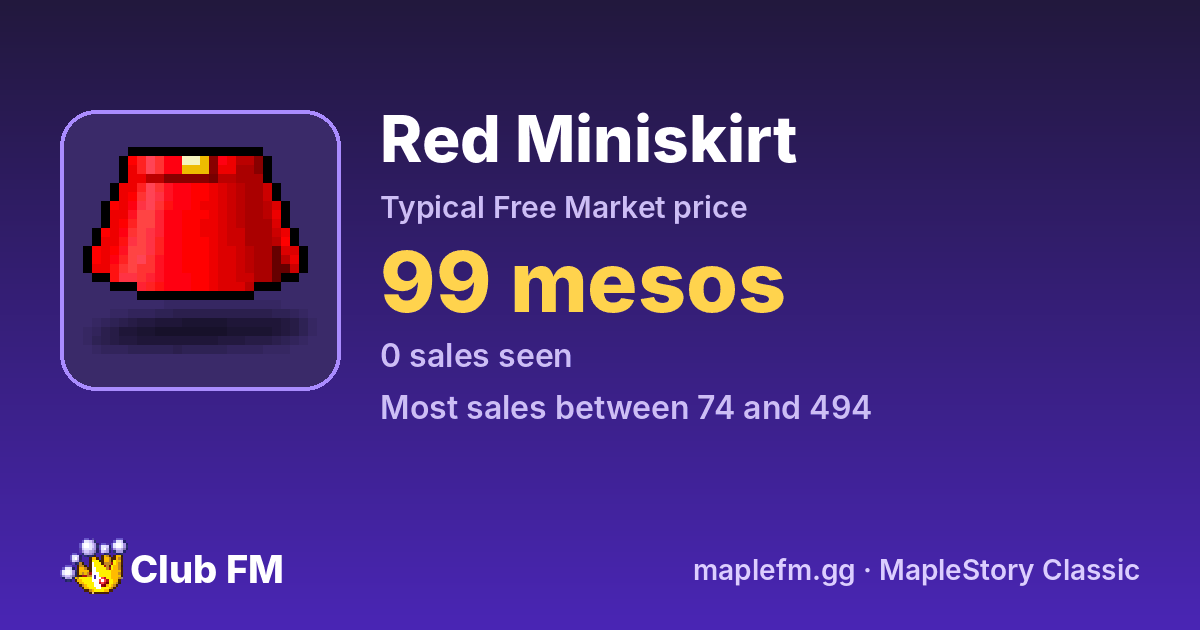 Red Miniskirt
Typical Free Market price
99 mesos
0 sales seen
Most sales between 74 and 494
Club FM
maplefm.gg · MapleStory Classic